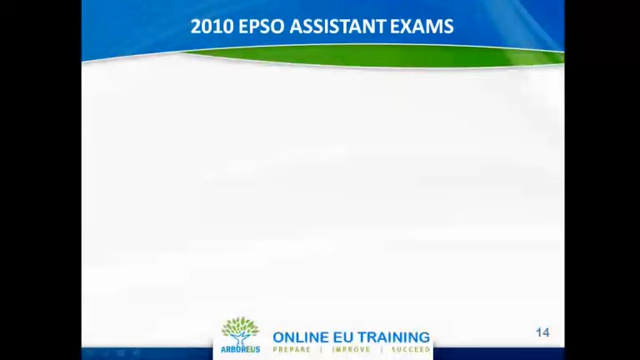 2010 EPSO ASSISTANT EXAMS
14
ARBOREUS
ONLINE EU TRAINING
PREPARE | IMPROVE | SUCCEED